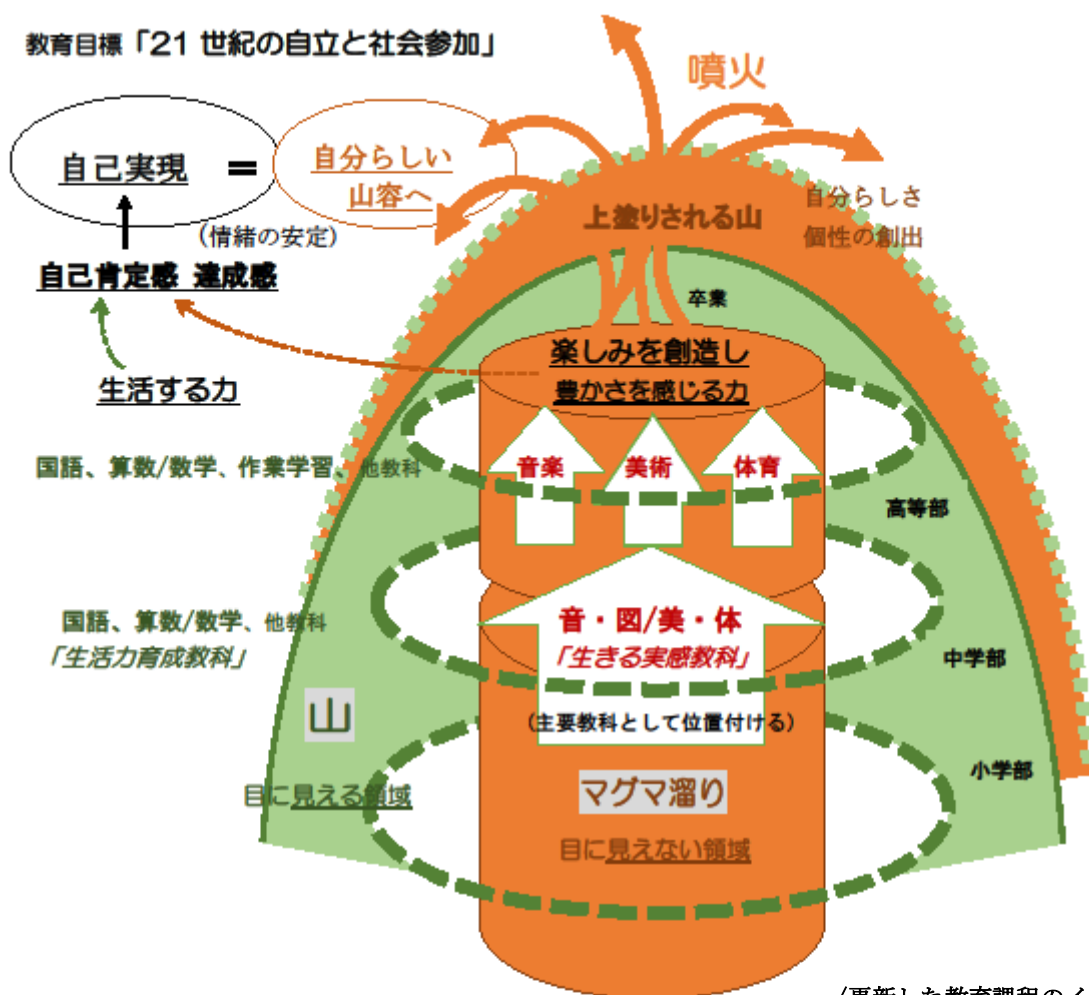 教育目標「21 世紀の自立と社会参加」
噴火
自己実現
＝
自分らしい
山容へ
自分らしさ
個性の創出
上塗りされる山
(情緒の安定)
自己肯定感 達成感
卒業
楽しみを創造し
豊かさを感じる力
生活する力
国語、算数/数学、作業学習、他教科
音楽
美術
体育
高等部
国語、算数/数学、他教科
「生活力育成教科」
音・図/美・体
「生きる実感教科」
中学部
山
(主要教科として位置付ける)
小学部
目に見える領域
マグマ溜り
目に見えない領域